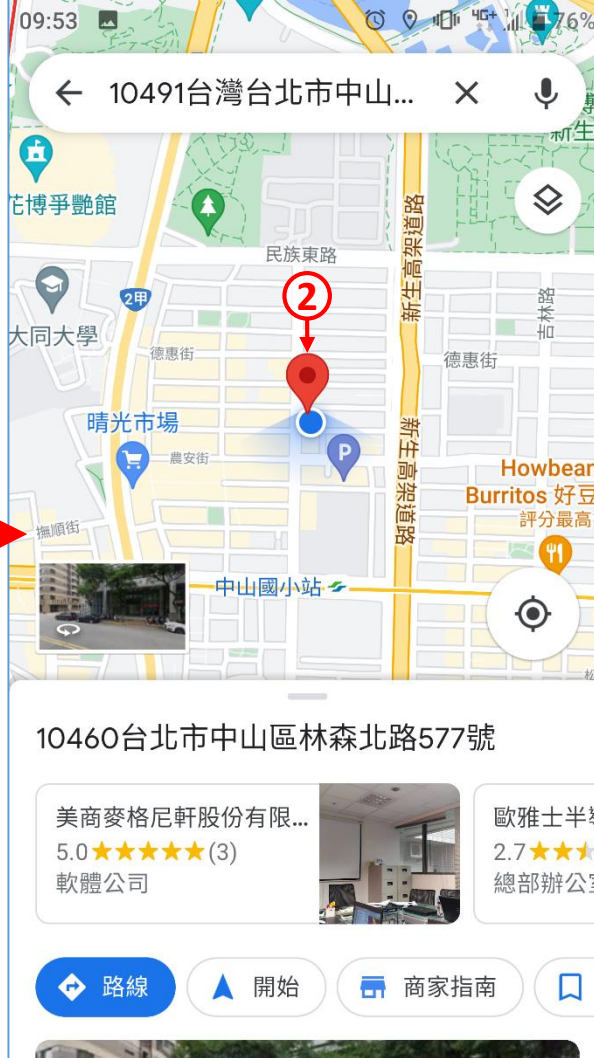 09:53
4G+
76%
10491台灣台北市中山...
新生
花博爭艷館
民族東路
新生高架道路
2甲
②
大同大學
吉林路
德惠街
德惠街
晴光市場
農安街
P
新生高架道路
Howbean
Burritos 好豆
評分最高
撫順街
中山國小站
10460台北市中山區林森北路577號
美商麥格尼軒股份有限...
5.0★★★★★(3)
軟體公司
歐雅士半導
2.7★★★
總部辦公室
路線
開始
商家指南